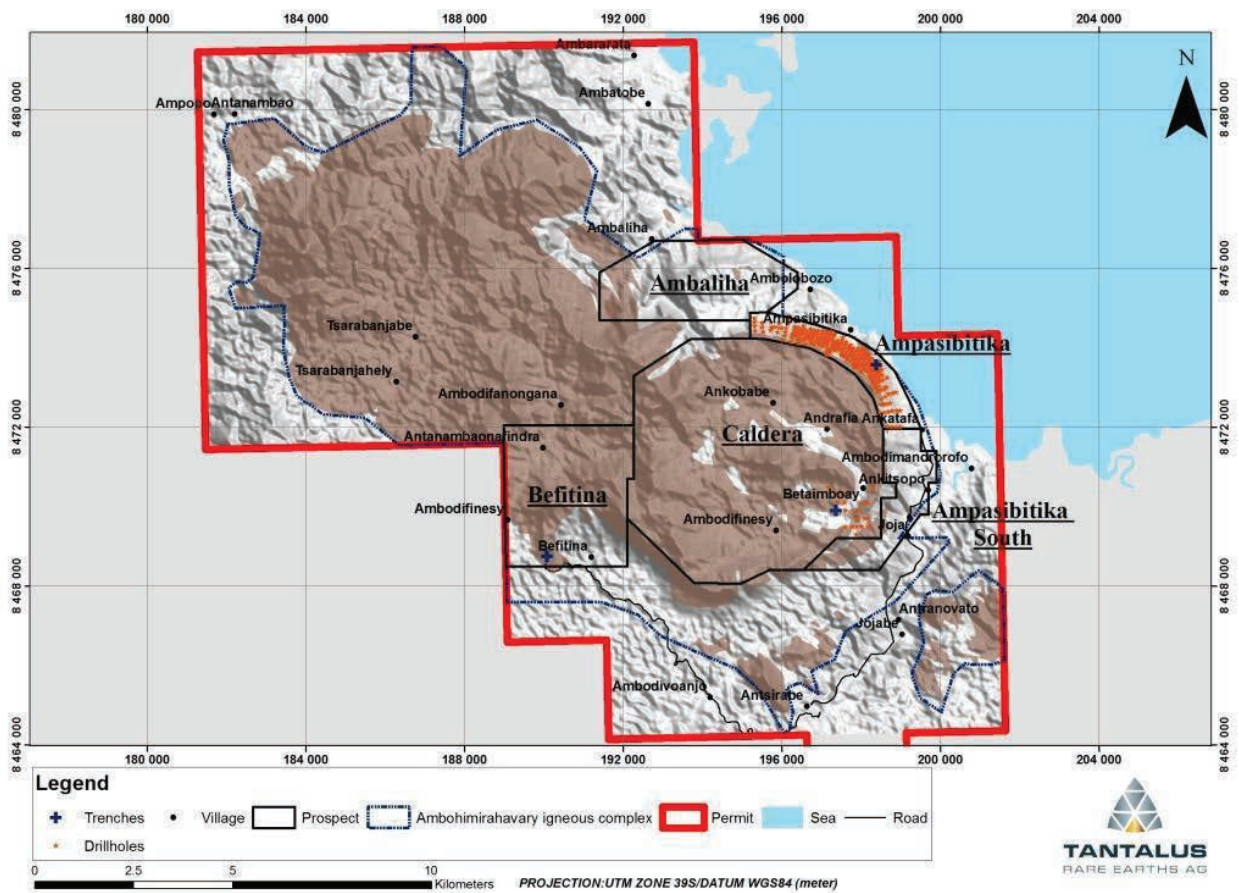 180 000 184 000 188 000 192 000 196 000 200 000 204 000
Ambararata
N
Ambatobe
AmpopoAntanambao
8 480 000
8 480 000
Ambaliha
8 476 000
Ambaliha
Ambolobozo
8 476 000
Ampasibitika
Tsarabanjabe
Ampasibitika
Tsarabanjahely
Ambodifanongana
Ankobabe
Andrafia Ankatafa
8 472 000
Caldera
8 472 000
Antanambaonarindra
Ambodimandrorofo
Ankitsopo
Befitina
Betaimboay
Ambodifinesy
Ambodifinesy
Ampasibitika
South
Joja
Befitina
8 468 000
8 468 000
Antranovato
Jojabe
Ambodivoanjo
Antsirabe
8 464 000
8 464 000
180 000 184 000 188 000 192 000 196 000 200 000 204 000
Legend
Trenches Village Prospect Ambohimirahavary igneous complex Permit Sea Road
Drillholes
0 2.5 5 10
Kilometers PROJECTION:UTM ZONE 39S/DATUM WGS84 (meter)
TANTALUS
RARE EARTHS AG